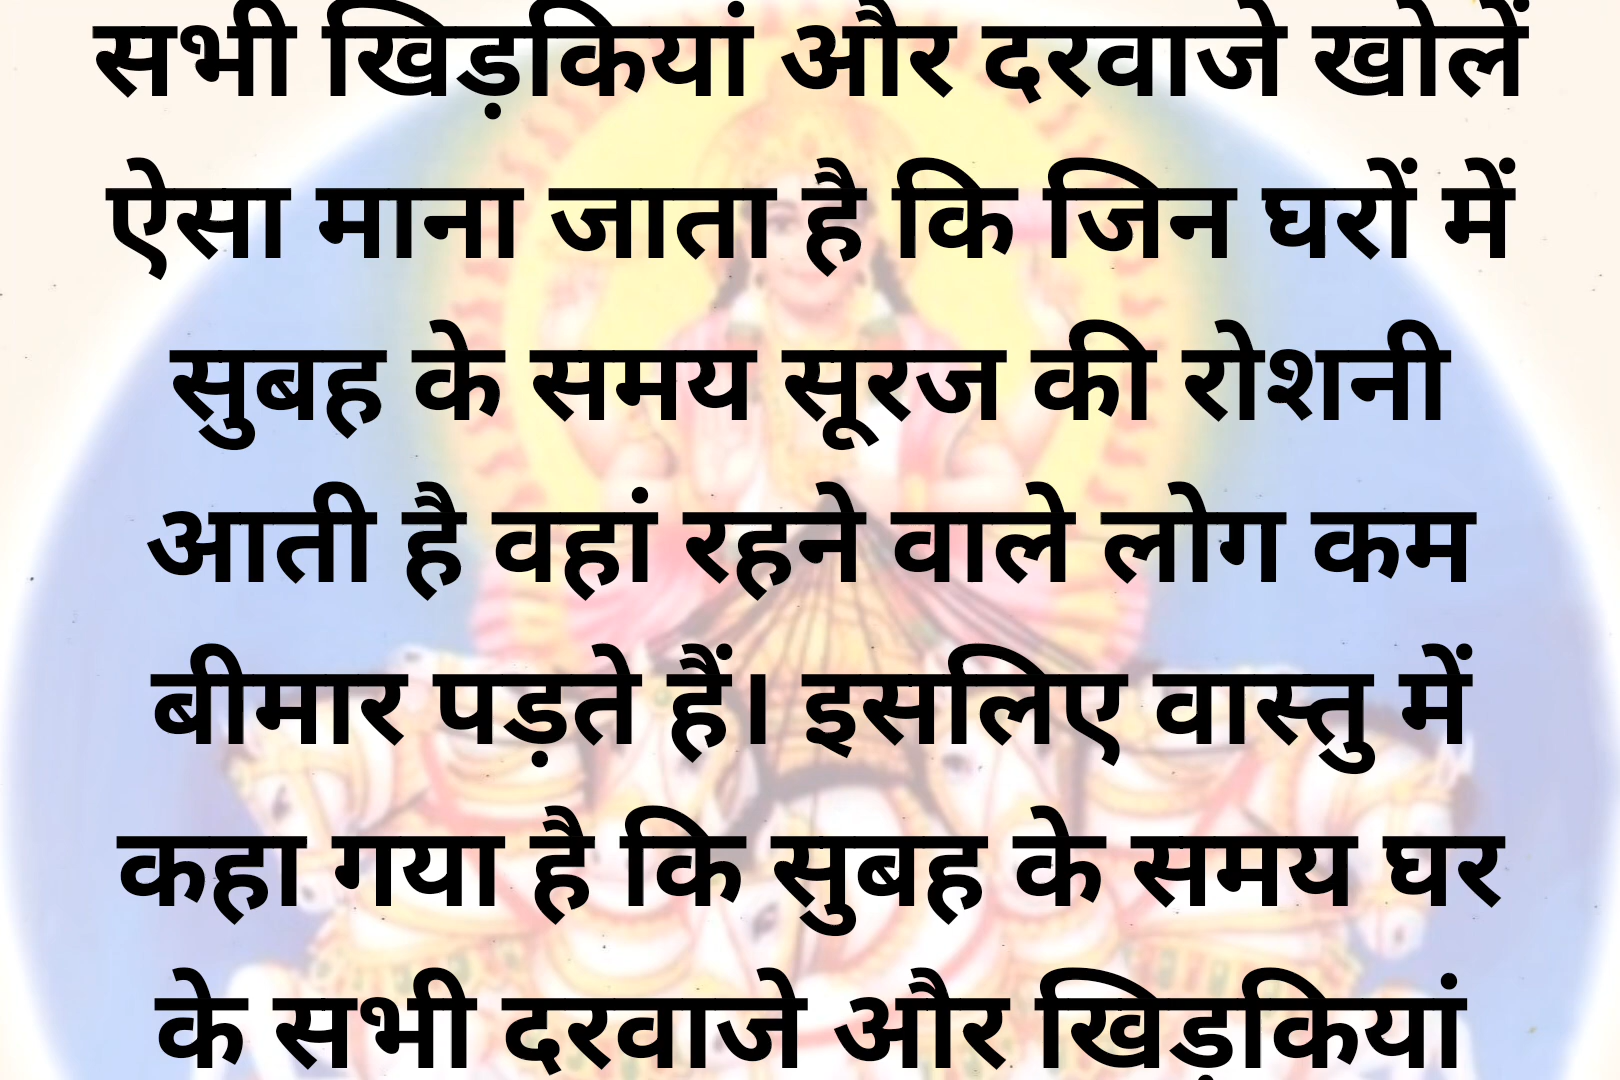 सभी खिड़कियां और दरवाजे खोलें
ऐसा माना जाता है कि जिन घरों में
सुबह के समय सूरज की रोशनी
आती है वहां रहने वाले लोग कम
बीमार पड़ते हैं। इसलिए वास्तु में
कहा गया है कि सुबह के समय घर
के सभी दरवाजे और खिड़कियां